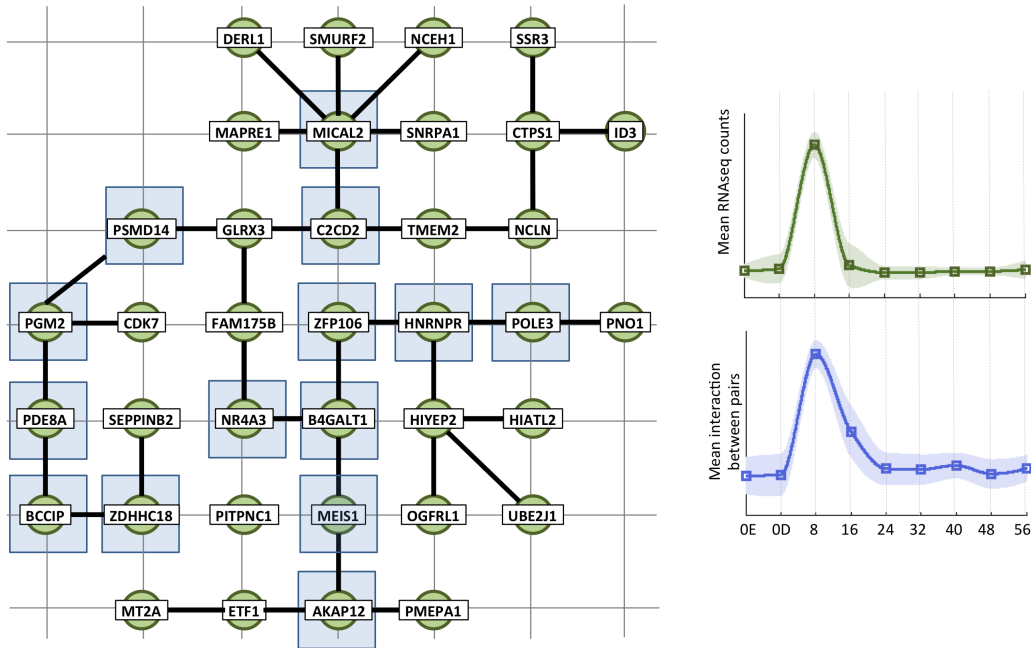 DERL1 SMURF2 NCEH1 SSR3
MAPRE1 MICAL2 SNRPA1 CTPS1 ID3
PSMD14 GLRX3 C2CD2 TMEM2 NCLN
PGM2 CDK7 FAM175B ZFP106 HNRNPR POLE3 PNO1
PDE8A SEPPINB2 NR4A3 B4GALT1 HIYEP2 HIATL2
BCCIP ZDHHC18 PITPNC1 MEIS1 OGFRL1 UBE2J1
MT2A ETF1 AKAP12 PMEPA1
Mean RNAseq counts
Mean interaction
between pairs
0E 0D 8 16 24 32 40 48 56